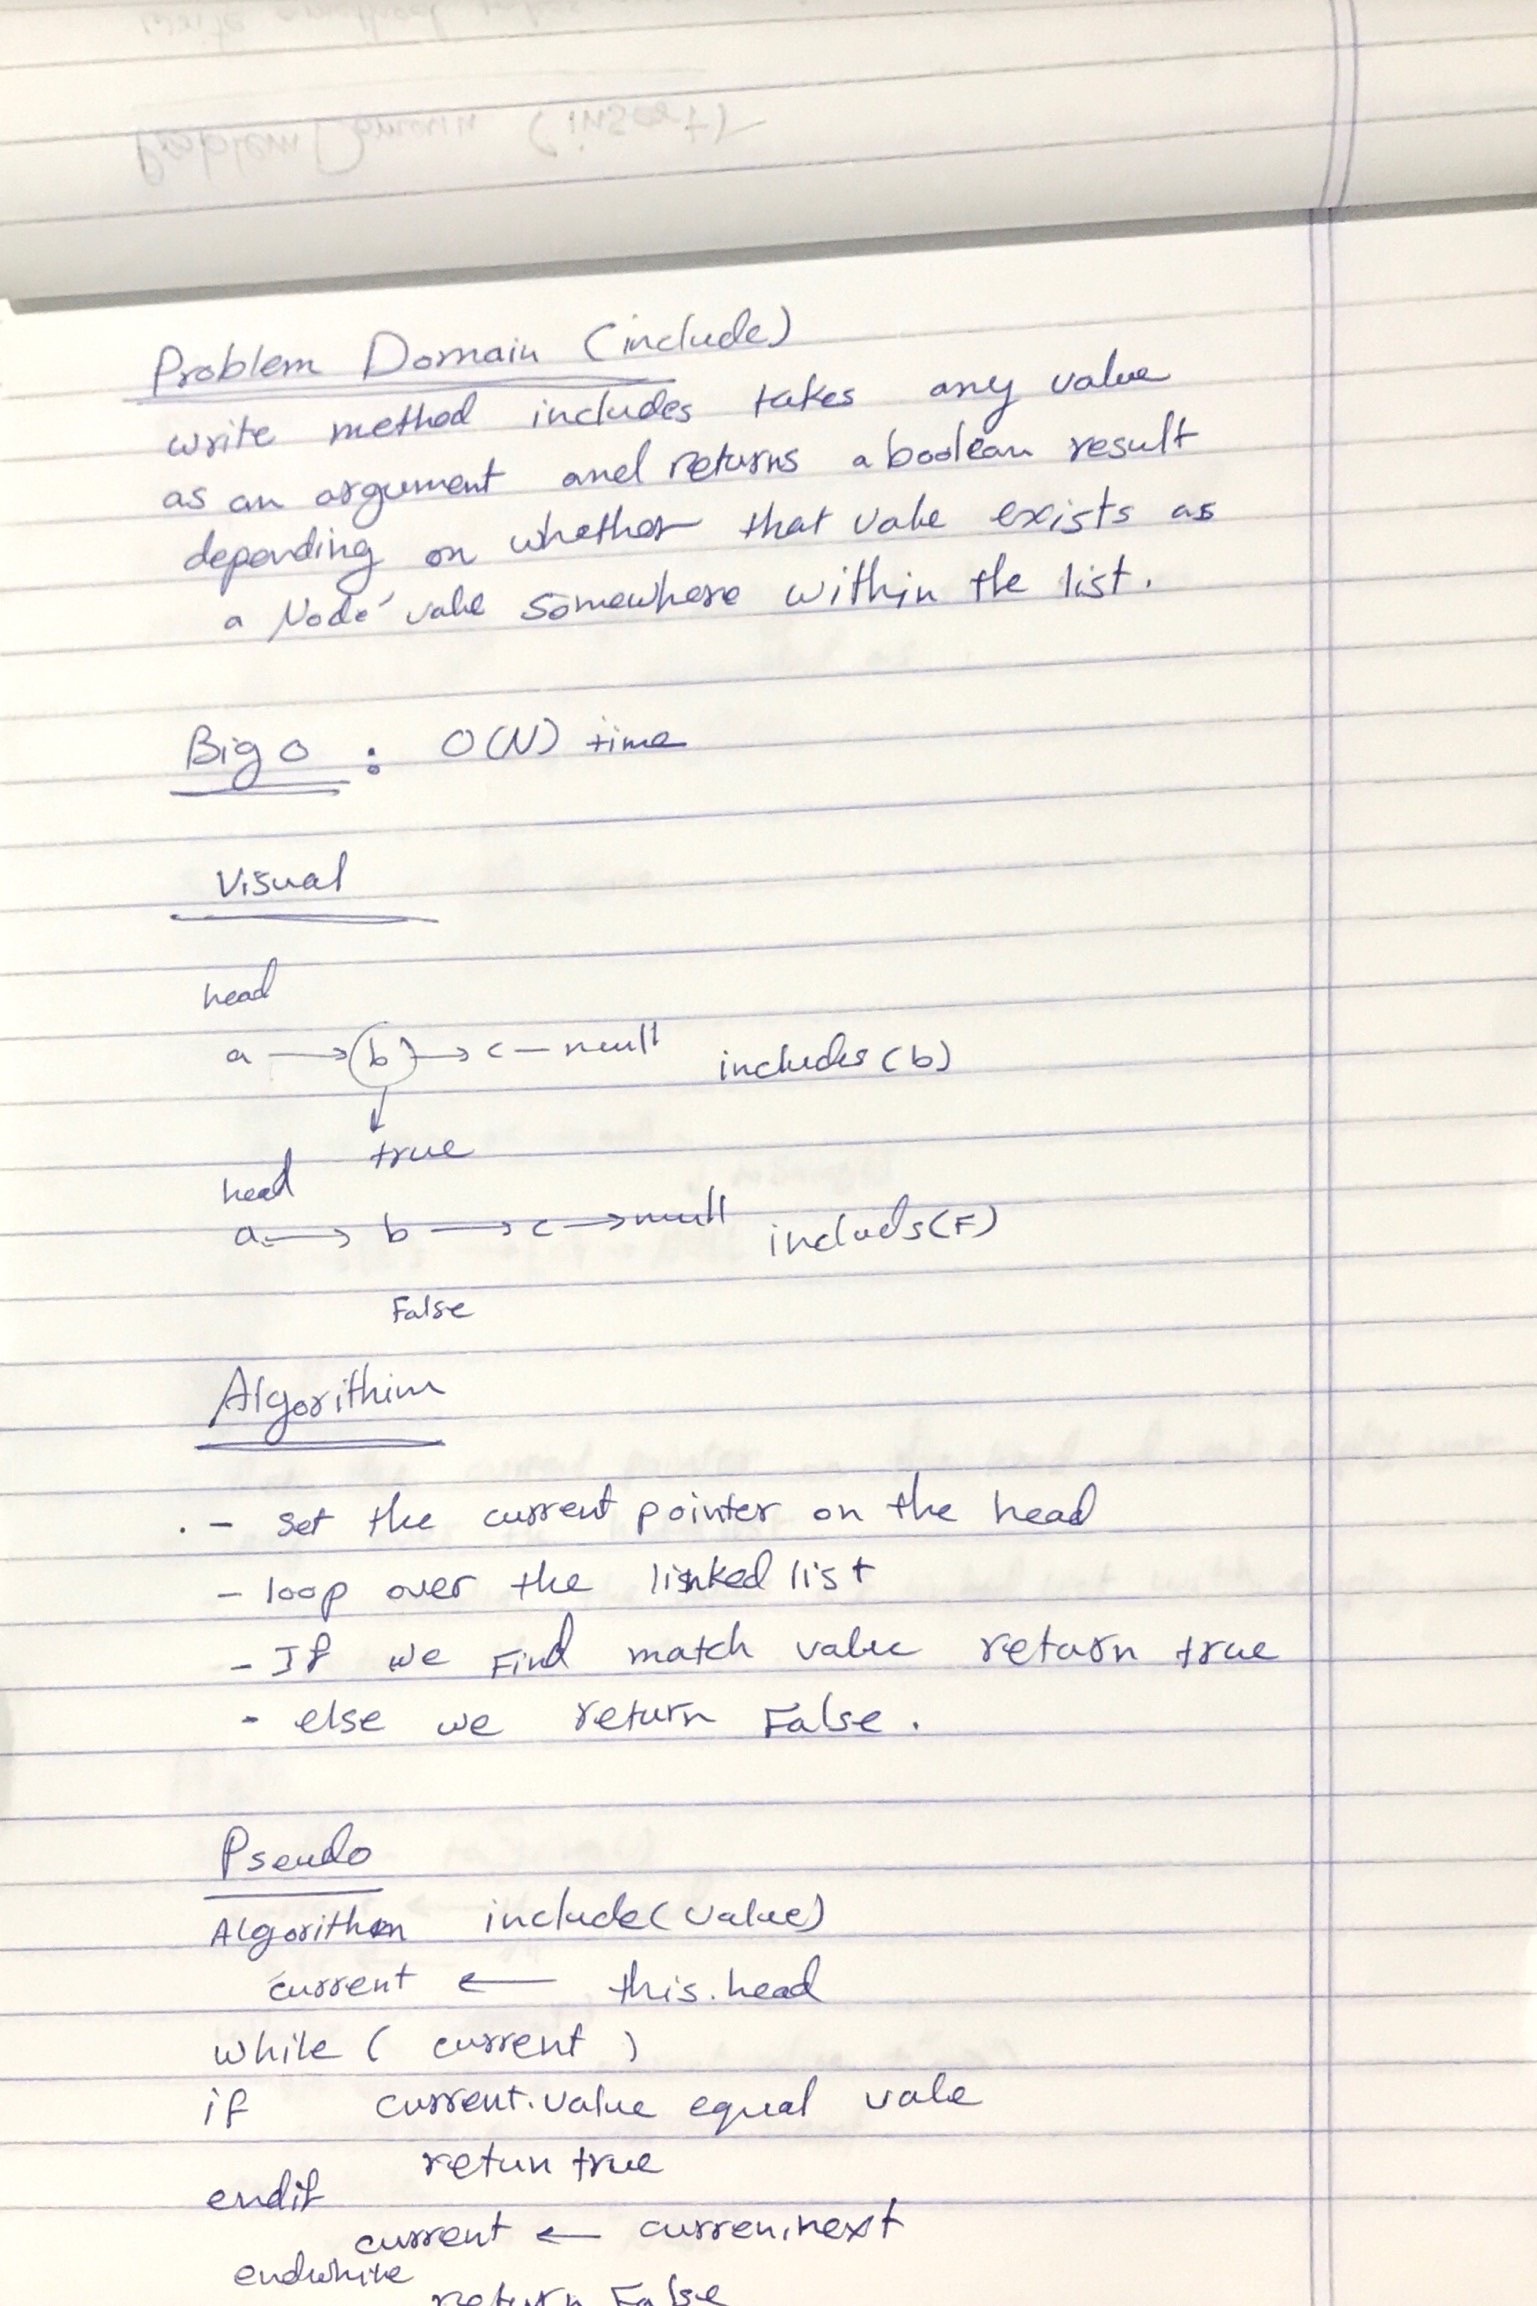 Problem Domain (include)
write method includes takes any value
as an argument and returns a boolean result
depending on whether that vale exists as
a Node' vale somewhere within the list.
Big O : O(N) time
Visual
head
a → b → c – null includes(b)
↓
true
head
a → b → c → null includs(F)
False
Algorithim
- set the current pointer on the head
- loop over the linked list
- If we Find match value return true
- else we return False.
Pseudo
Algorithem include(value)
current ← this.head
while ( current )
if current.value equal vale
retun true
endif
current ← curren.next
endwhile
return False